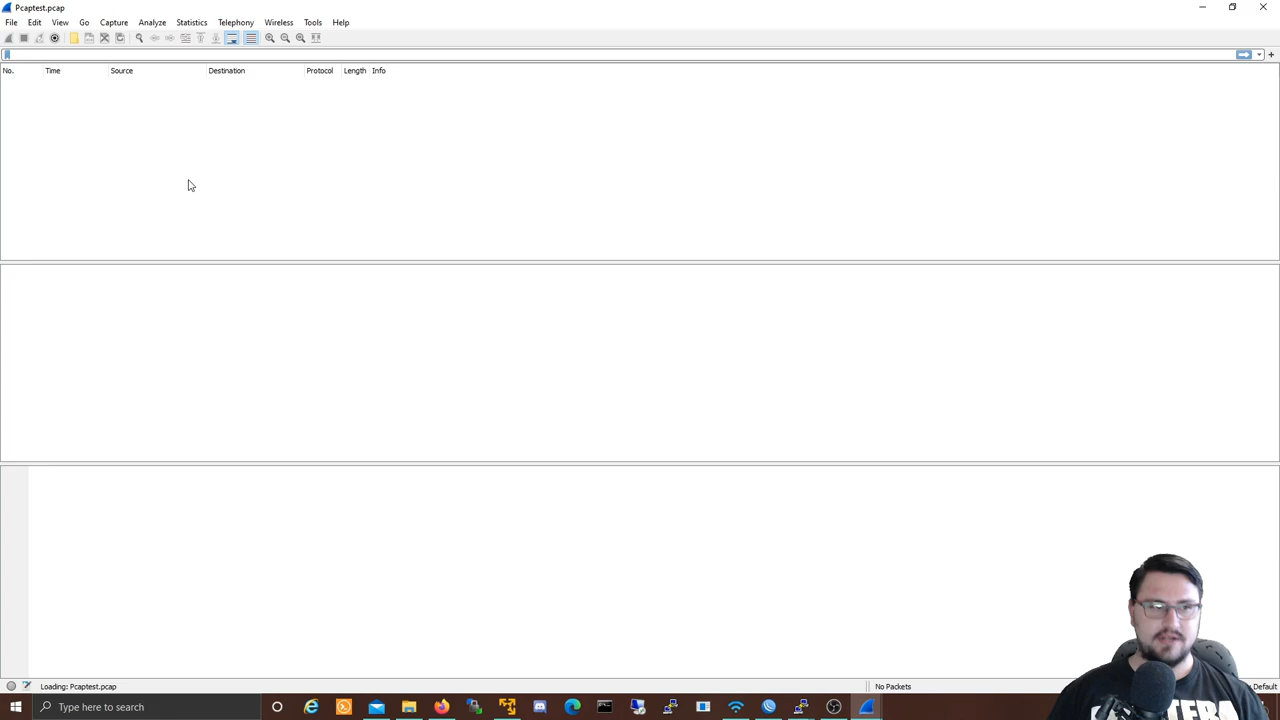 Pcaptest.pcap
File Edit View Go Capture Analyze Statistics Telephony Wireless Tools Help
No. Time Source Destination Protocol Length Info
Loading: Pcaptest.pcap No Packets Default
Type here to search